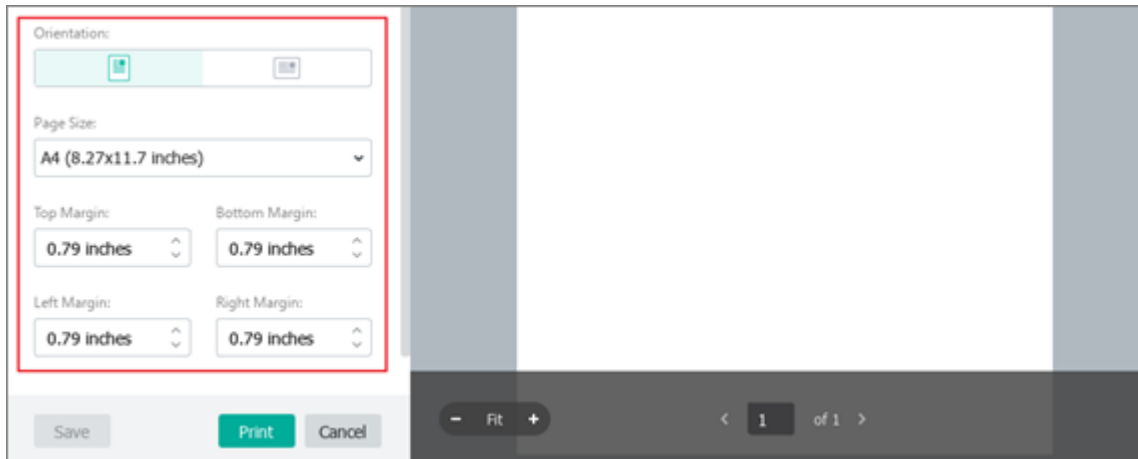 Orientation:
Page Size:
A4 (8.27x11.7 inches)
Top Margin: Bottom Margin:
0.79 inches 0.79 inches
Left Margin: Right Margin:
0.79 inches 0.79 inches
Save Print Cancel - Fit + < 1 of 1 >